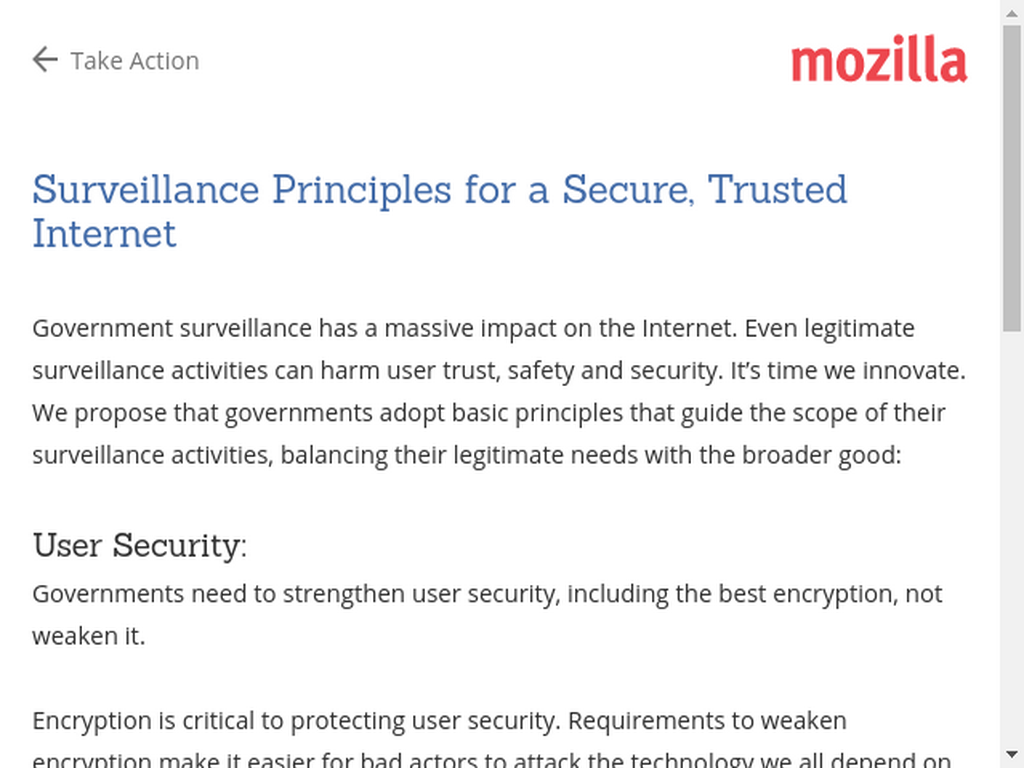 Take Action
mozilla
Surveillance Principles for a Secure, Trusted
Internet
Government surveillance has a massive impact on the Internet. Even legitimate
surveillance activities can harm user trust, safety and security. It’s time we innovate.
We propose that governments adopt basic principles that guide the scope of their
surveillance activities, balancing their legitimate needs with the broader good:
User Security:
Governments need to strengthen user security, including the best encryption, not
weaken it.
Encryption is critical to protecting user security. Requirements to weaken
encryption make it easier for bad actors to attack the technology we all depend on